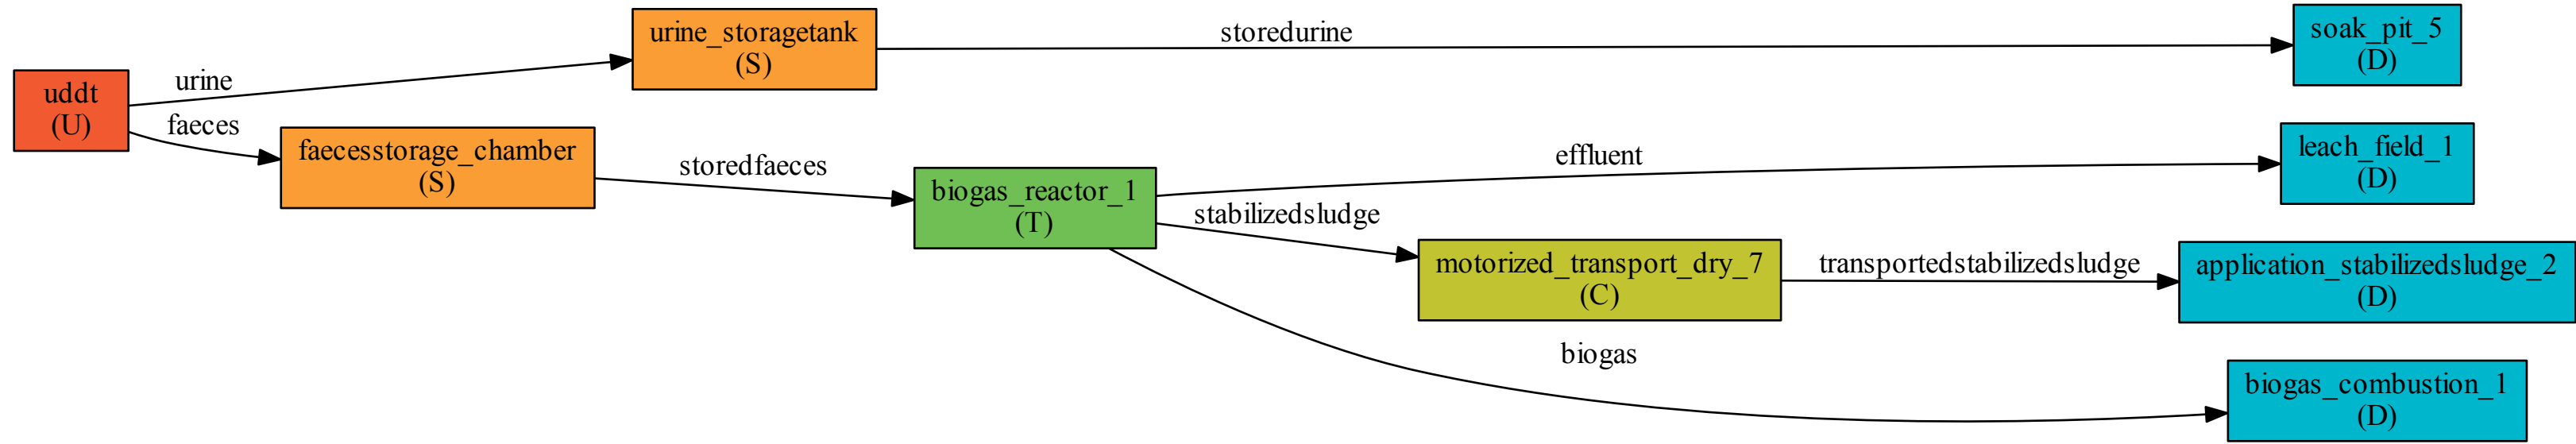 uddt
(U)
urine
faeces
urine_storagetank
(S)
faecesstorage_chamber
(S)
storedurine
storedfaeces
biogas_reactor_1
(T)
effluent
stabilizedsludge
biogas
motorized_transport_dry_7
(C)
transportedstabilizedsludge
soak_pit_5
(D)
leach_field_1
(D)
application_stabilizedsludge_2
(D)
biogas_combustion_1
(D)